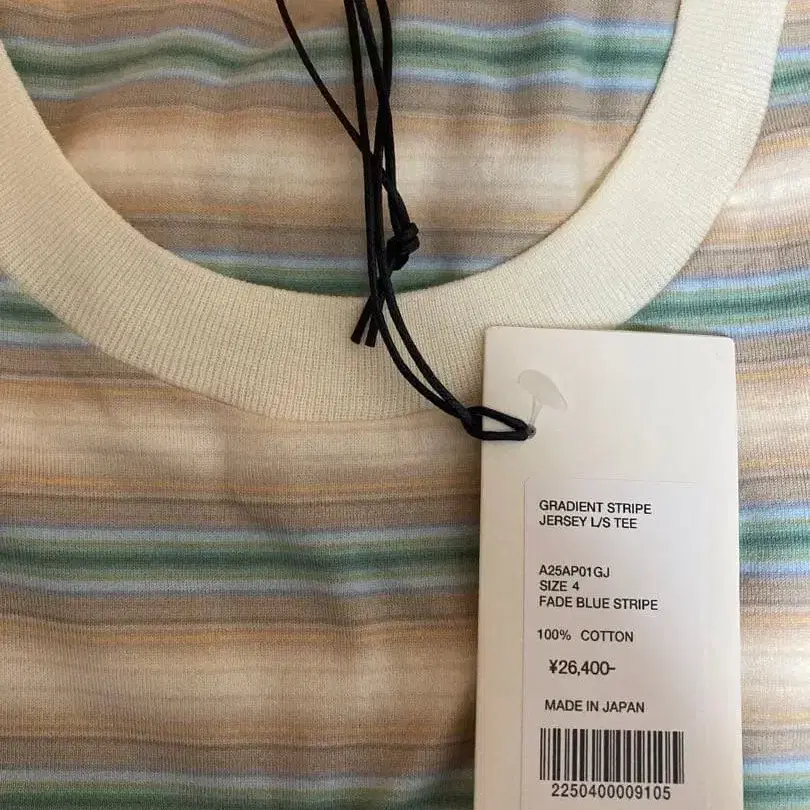 GRADIENT STRIPE
JERSEY L/S TEE
A25AP01GJ
SIZE 4
FADE BLUE STRIPE
100% COTTON
¥26,400-
MADE IN JAPAN
2250400009105